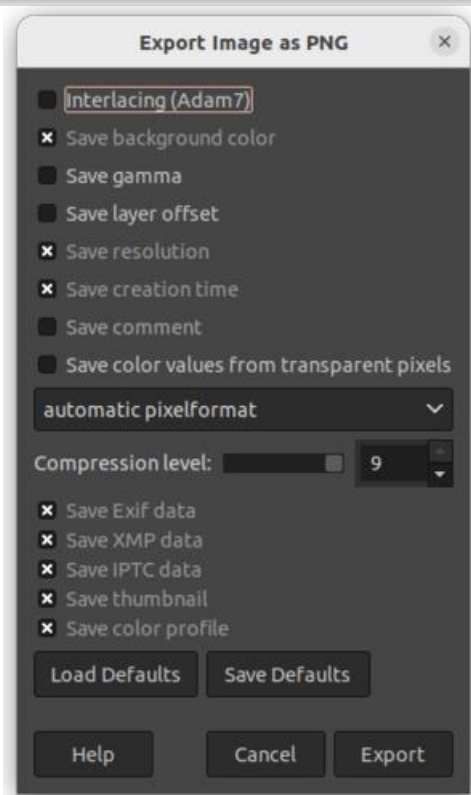 Export Image as PNG
Interlacing (Adam7)
Save background color
Save gamma
Save layer offset
Save resolution
Save creation time
Save comment
Save color values from transparent pixels
automatic pixelformat
Compression level: 9
Save Exif data
Save XMP data
Save IPTC data
Save thumbnail
Save color profile
Load Defaults Save Defaults
Help Cancel Export